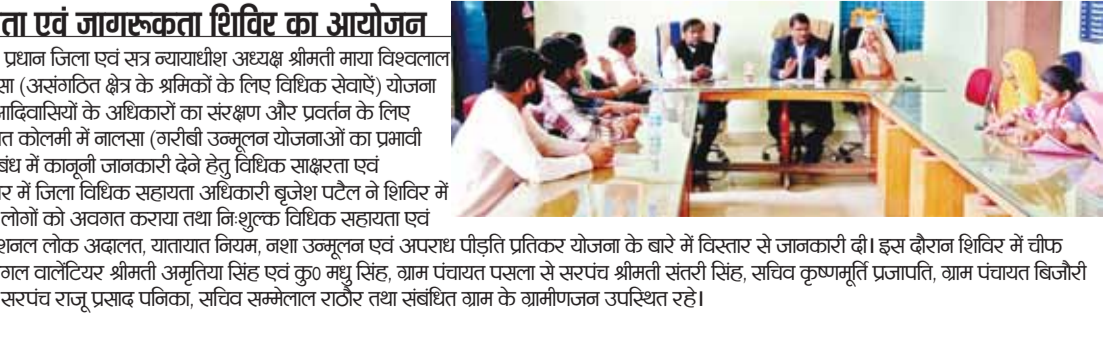 ता एवं जागरूकता शिविर का आयोजन
प्रधान जिला एवं सत्र न्यायाधीश अध्यक्ष श्रीमती माया विश्वलाल
सा (असंगठित क्षेत्र के श्रमिकों के लिए विधिक सेवाऐं) योजना
आदिवासियों के अधिकारों का संरक्षण और प्रवर्तन के लिए
त कोलमी में नालसा (गरीबी उन्मूलन योजनाओं का प्रभावी
बंध में कानूनी जानकारी देने हेतु विधिक साक्षरता एवं
र में जिला विधिक सहायता अधिकारी बृजेश पटैल ने शिविर में
लोगों को अवगत कराया तथा निःशुल्क विधिक सहायता एवं
शनल लोक अदालत, यातायात नियम, नशा उन्मूलन एवं अपराध पीड़ति प्रतिकर योजना के बारे में विस्तार से जानकारी दी। इस दौरान शिविर में चीफ
गल वालेंटियर श्रीमती अमृतिया सिंह एवं कु0 मधु सिंह, ग्राम पंचायत पसला से सरपंच श्रीमती संतरी सिंह, सचिव कृष्णमूर्ति प्रजापति, ग्राम पंचायत बिजौरी
सरपंच राजू प्रसाद पनिका, सचिव सम्मेलाल राठौर तथा संबंधित ग्राम के ग्रामीणजन उपस्थित रहे।